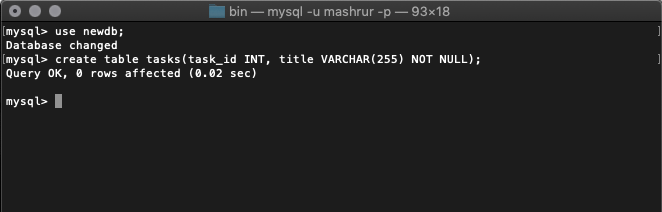 bin — mysql -u mashrur -p — 93×18
[mysql> use newdb; ]
Database changed
[mysql> create table tasks(task_id INT, title VARCHAR(255) NOT NULL); ]
Query OK, 0 rows affected (0.02 sec)
mysql>